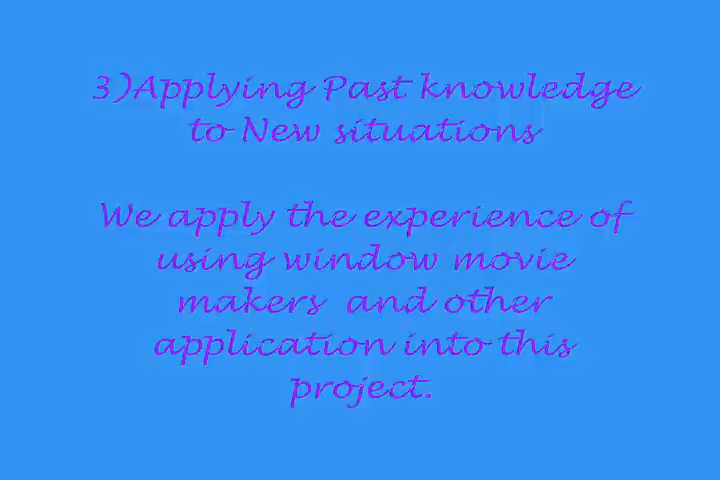 3)Applying Past knowledge
to New situations
We apply the experience of
using window movie
makers and other
application into this
project.